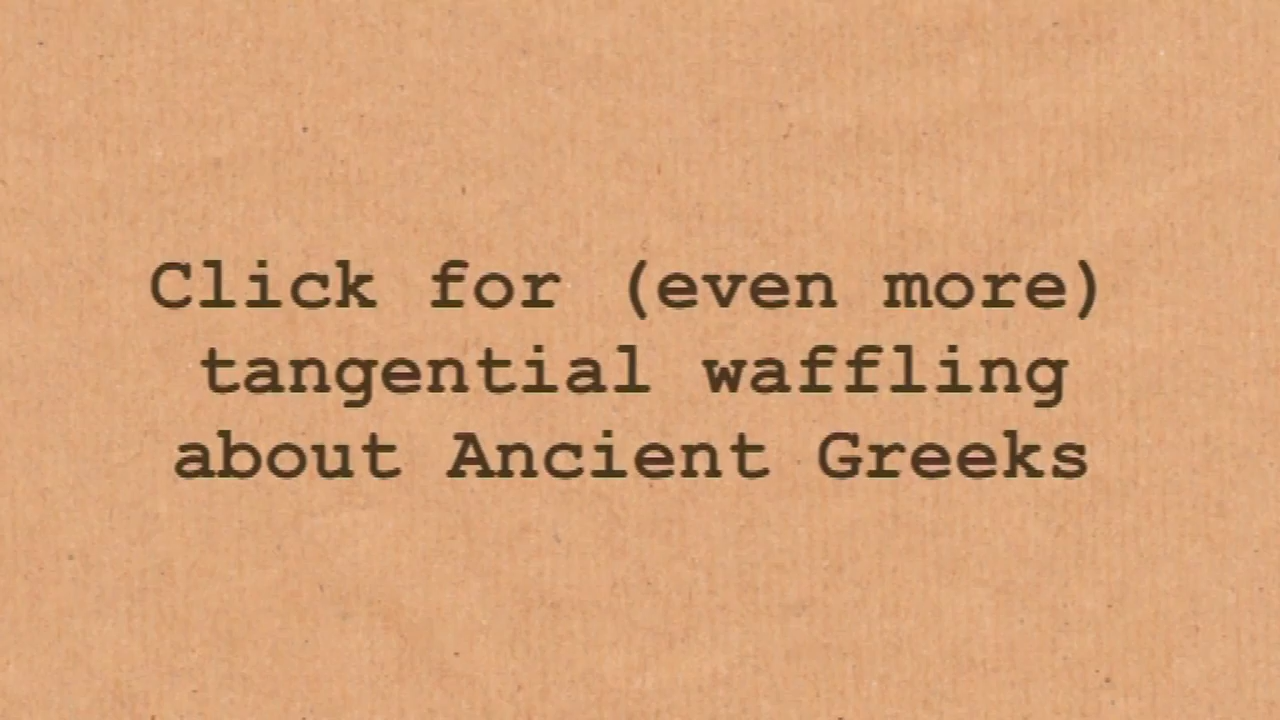 Click for (even more)
tangential waffling
about Ancient Greeks